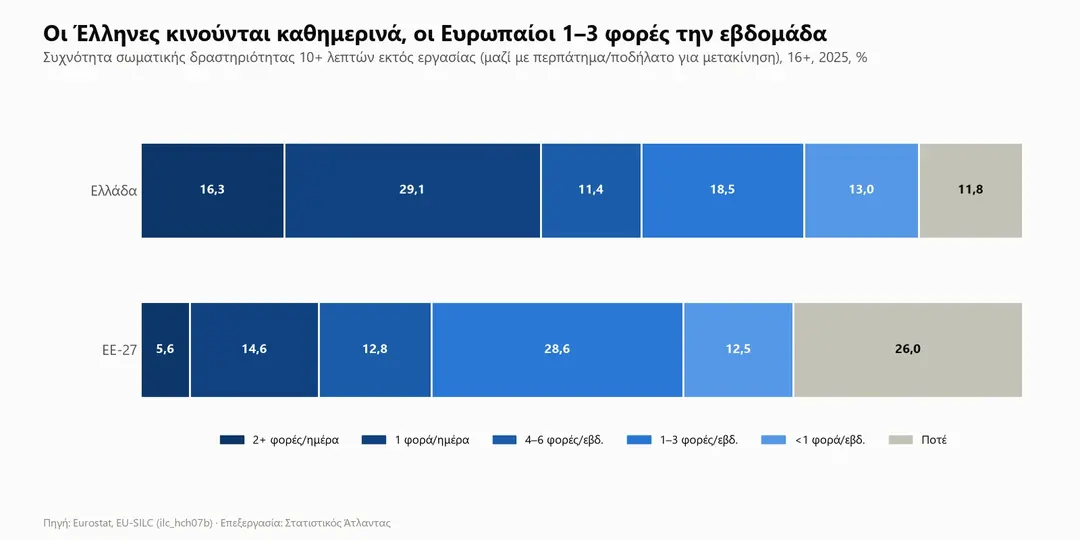 Οι Έλληνες κινούνται καθημερινά, οι Ευρωπαίοι 1–3 φορές την εβδομάδα
Συχνότητα σωματικής δραστηριότητας 10+ λεπτών εκτός εργασίας (μαζί με περπάτημα/ποδήλατο για μετακίνηση), 16+, 2025, %
Ελλάδα 16,3 29,1 11,4 18,5 13,0 11,8
ΕΕ-27 5,6 14,6 12,8 28,6 12,5 26,0
2+ φορές/ημέρα 1 φορά/ημέρα 4–6 φορές/εβδ. 1–3 φορές/εβδ. <1 φορά/εβδ. Ποτέ
Πηγή: Eurostat, EU-SILC (ilc_hch07b) · Επεξεργασία: Στατιστικός Άτλαντας